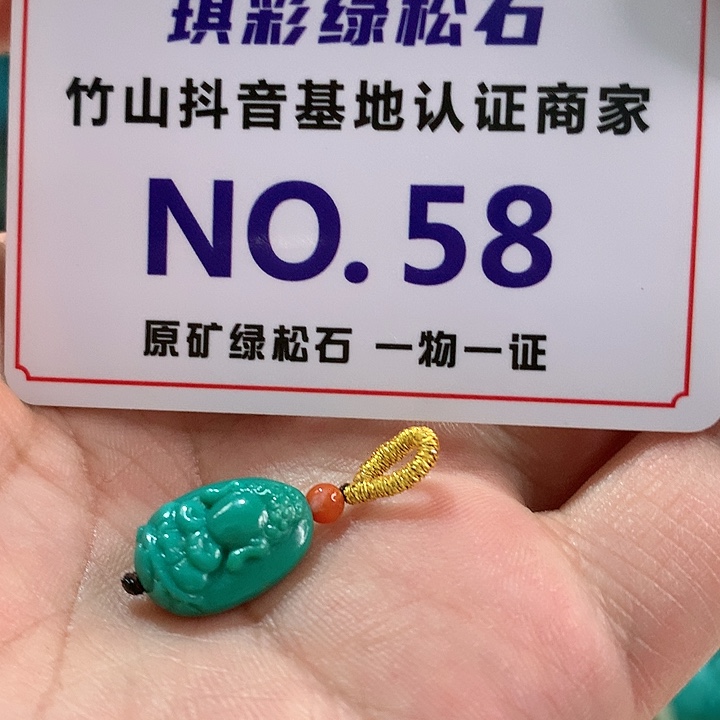 琪彩绿松石
竹山抖音基地认证商家
NO.58
原矿绿松石 一物一证